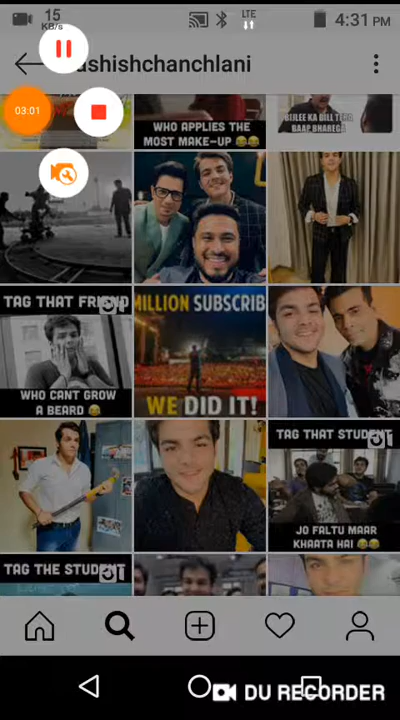 15
KB/s
LTE
4:31 PM
ashishchanchlani
03:01
WHO APPLIES THE
MOST MAKE-UP 😂😂
BIJLEE KA BILL TERA
BAAP BHAREGA
TAG THAT FRIEND
WHO CANT GROW
A BEARD 😂
MILLION SUBSCRIB
WE DID IT!
TAG THAT STUDENT
JO FALTU MAAR
KHAATA HAI 😂😂
TAG THE STUDENT
DU RECORDER